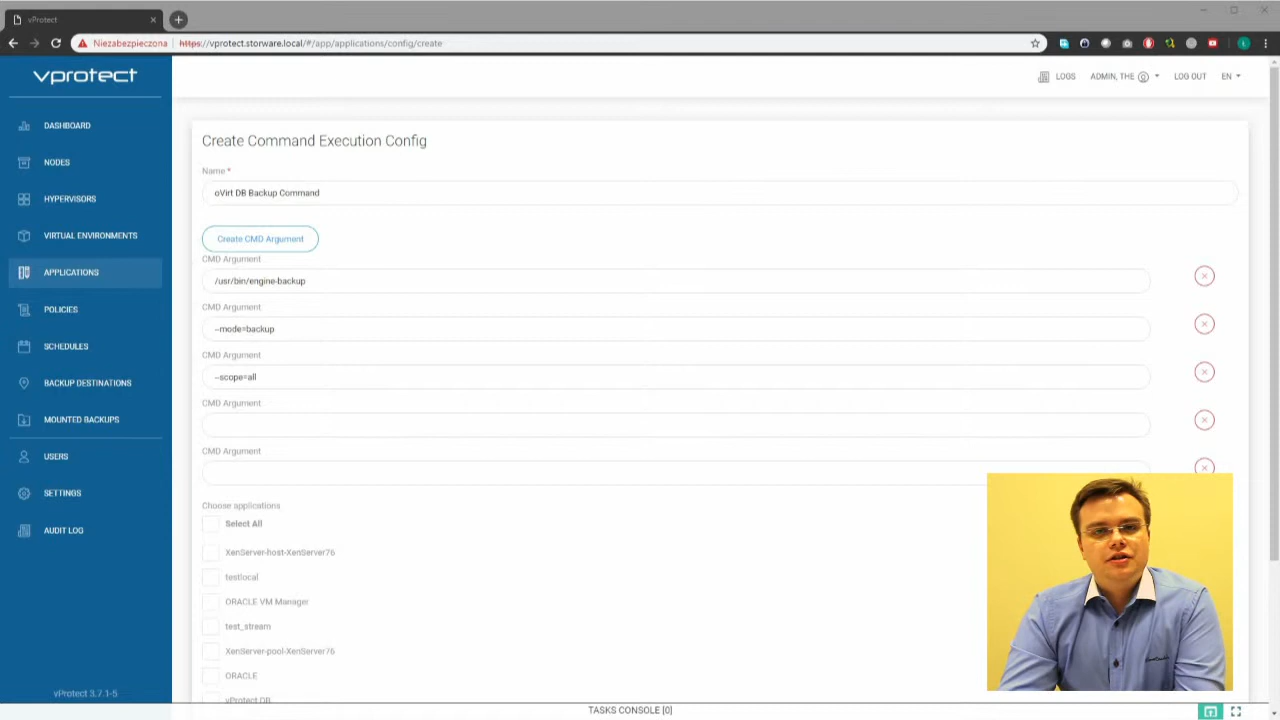 vProtect
Niezabezpieczona https://vprotect.storware.local/#/app/applications/config/create
vprotect
LOGS ADMIN, THE LOG OUT EN
DASHBOARD
NODES
HYPERVISORS
VIRTUAL ENVIRONMENTS
APPLICATIONS
POLICIES
SCHEDULES
BACKUP DESTINATIONS
MOUNTED BACKUPS
USERS
SETTINGS
AUDIT LOG
vProtect 3.7.1-5
Create Command Execution Config
Name *
oVirt DB Backup Command
Create CMD Argument
CMD Argument
/usr/bin/engine-backup
CMD Argument
--mode=backup
CMD Argument
--scope=all
CMD Argument
CMD Argument
Choose applications
Select All
XenServer-host-XenServer76
testlocal
ORACLE VM Manager
test_stream
XenServer-pool-XenServer76
ORACLE
vProtect DB
TASKS CONSOLE [0]